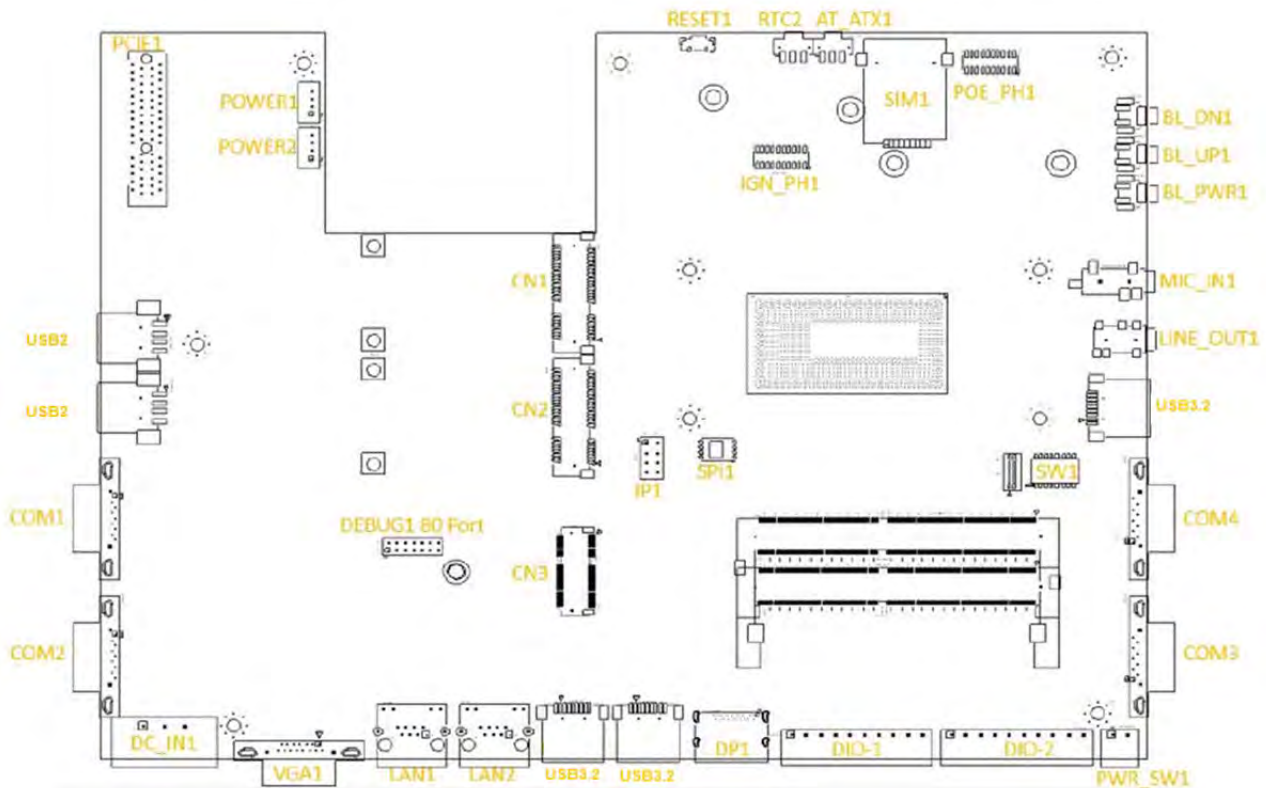 RESET1 RTC2 AT_ATX1
PCIE1
POWER1
POWER2
SIM1
POE_PH1
IGN_PH1
BL_DN1
BL_UP1
BL_PWR1
CN1
MIC_IN1
USB2
LINE_OUT1
CN2
USB2
USB3.2
IP1
SPi1
SW1
COM1
DEBUG1 80 Port
COM4
CN3
COM2
COM3
DC_IN1
VGA1
LAN1
LAN2
USB3.2
USB3.2
DP1
DIO-1
DIO-2
PWR_SW1